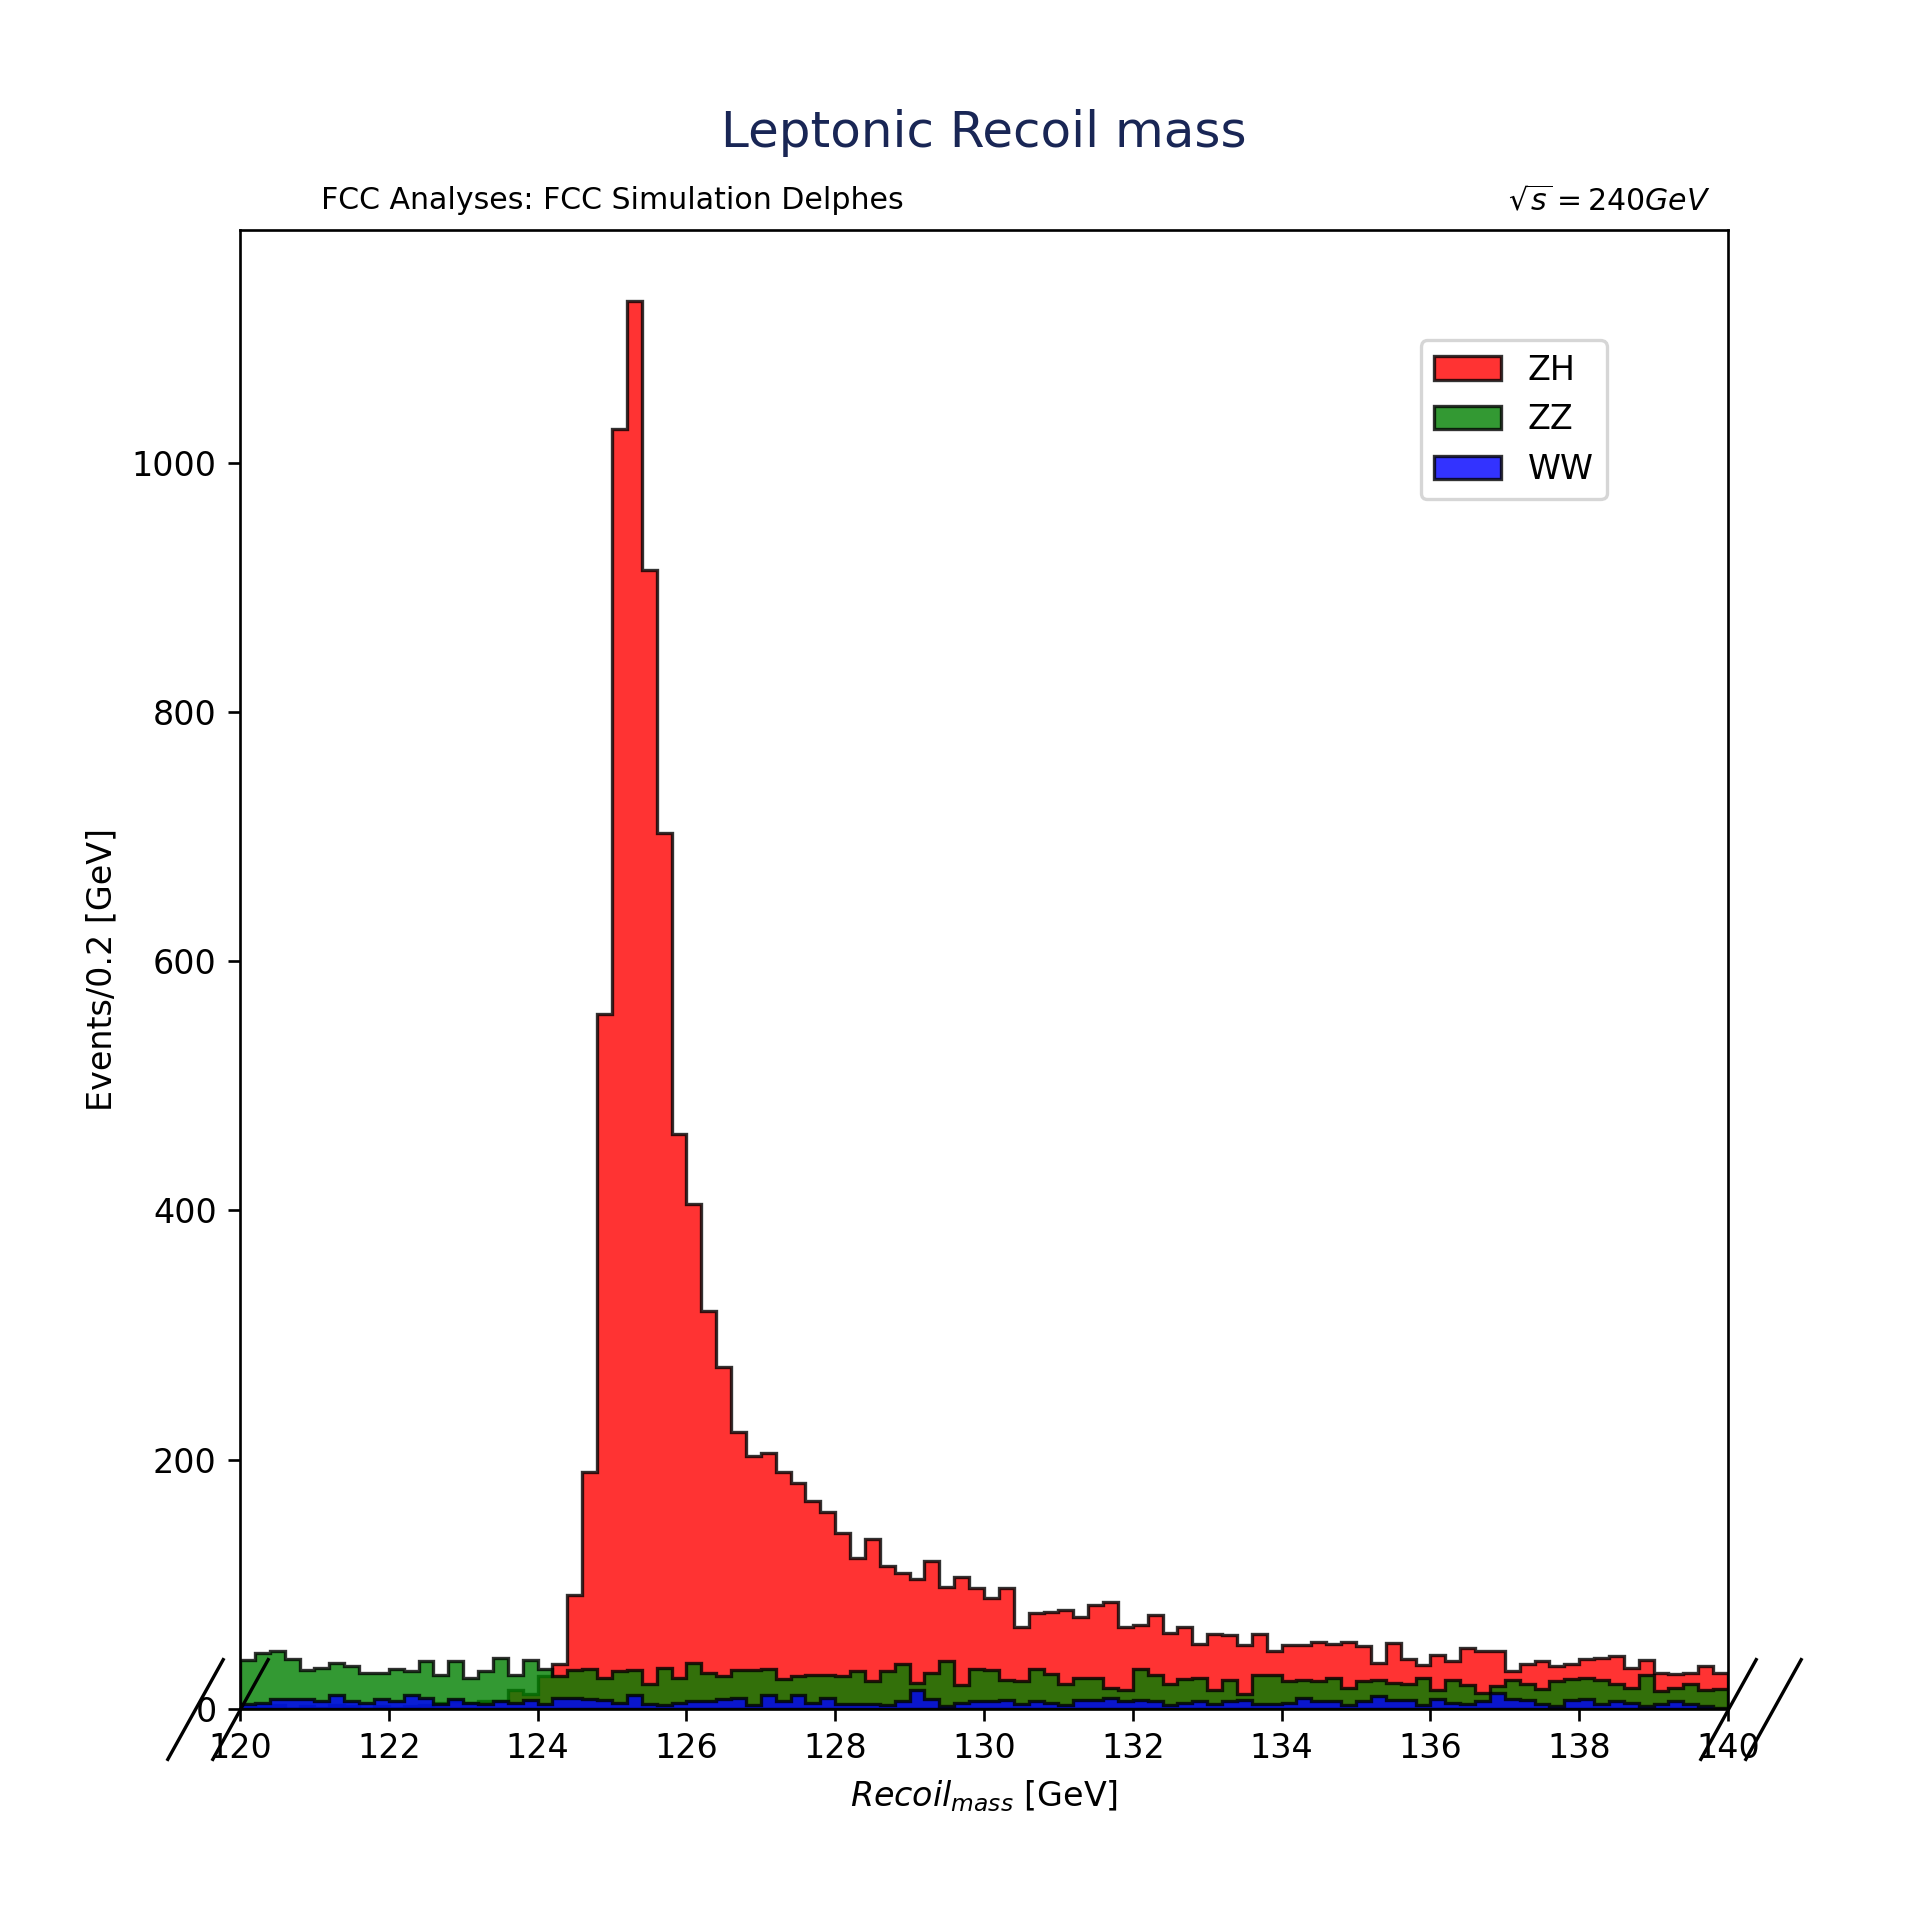 Leptonic Recoil mass
FCC Analyses: FCC Simulation Delphes
√s = 240GeV
ZH
ZZ
WW
Events/0.2 [GeV]
1000
800
600
400
200
0
120 122 124 126 128 130 132 134 136 138 140
Recoil_mass [GeV]